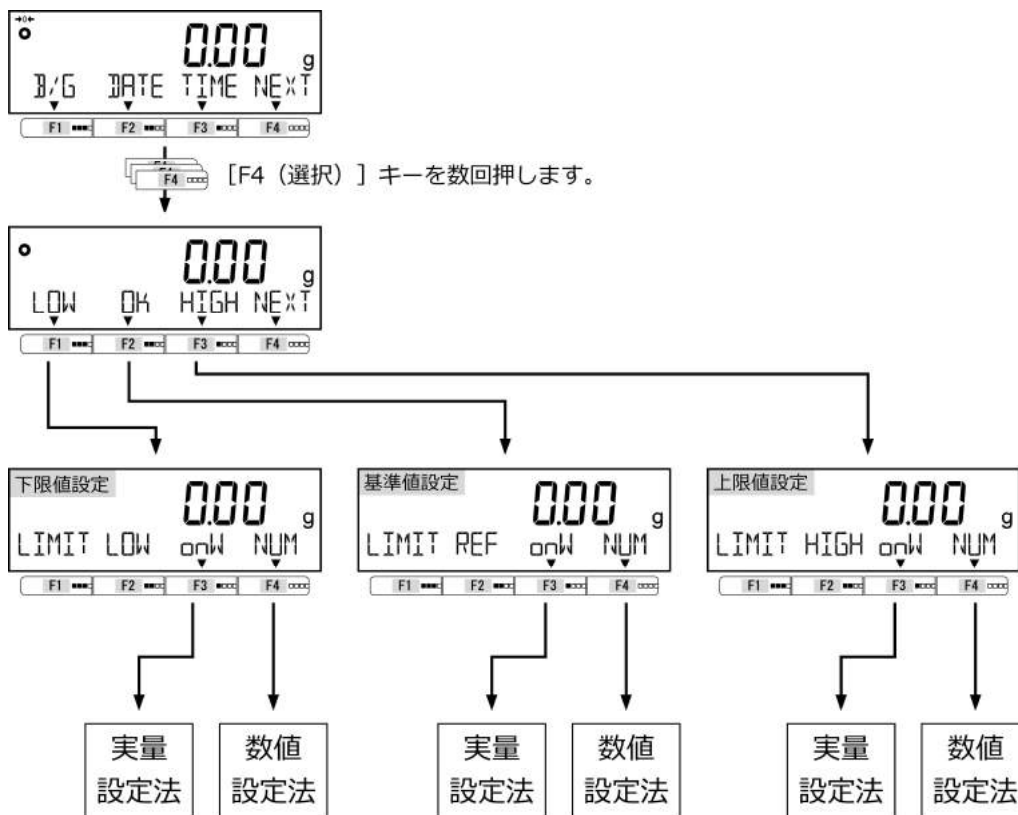 →0←
0.00 g
B/G DATE TIME NEXT
F1 F2 F3 F4
F4
[F4（選択）] キーを数回押します。
0.00 g
LOW OK HIGH NEXT
F1 F2 F3 F4
下限値設定
0.00 g
LIMIT LOW onW NUM
F1 F2 F3 F4
基準値設定
0.00 g
LIMIT REF onW NUM
F1 F2 F3 F4
上限値設定
0.00 g
LIMIT HIGH onW NUM
F1 F2 F3 F4
実量
設定法
数値
設定法
実量
設定法
数値
設定法
実量
設定法
数値
設定法